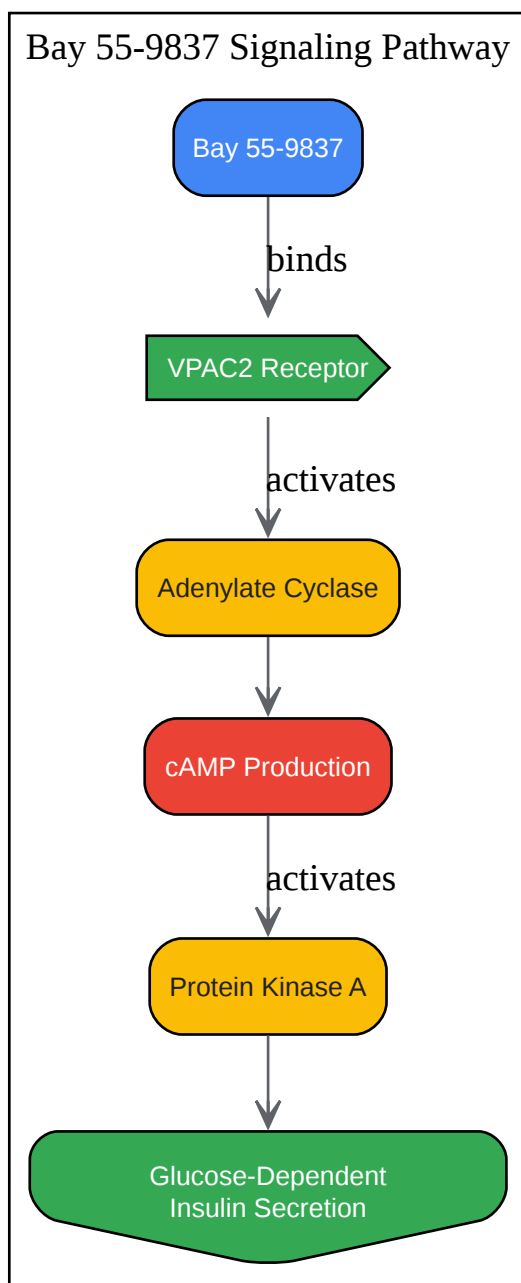 Bay 55-9837 Signaling Pathway
Bay 55-9837
binds
VPAC2 Receptor
activates
Adenylate Cyclase
cAMP Production
activates
Protein Kinase A
Glucose-Dependent
Insulin Secretion